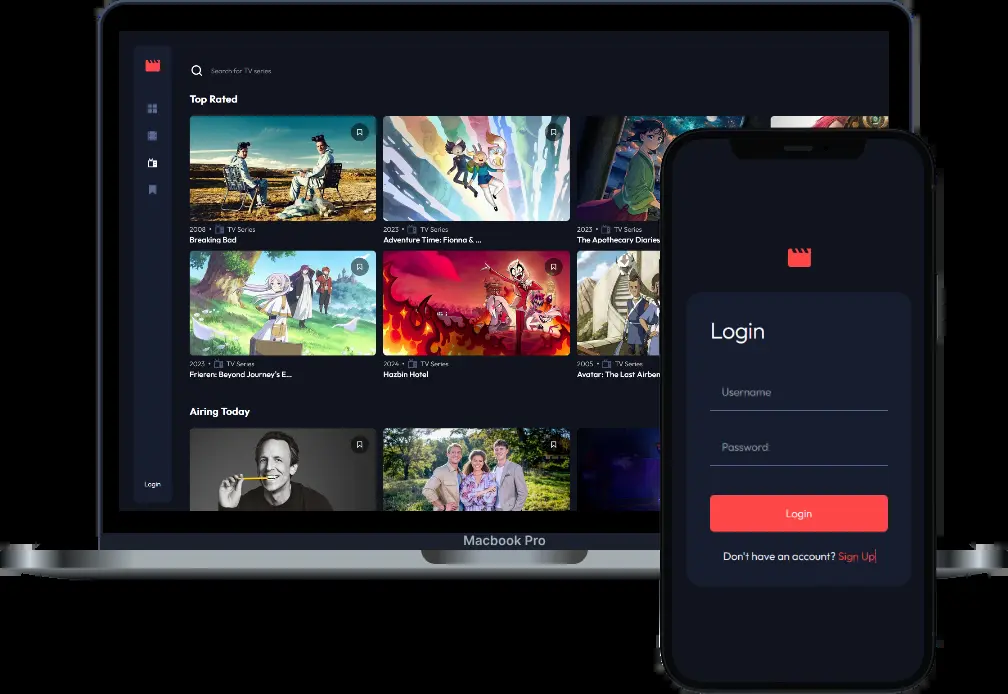 Search for TV series
Top Rated
2008 • TV Series
Breaking Bad
2023 • TV Series
Adventure Time: Fionna & ...
2023 • TV Series
The Apothecary Diaries
2023 • TV Series
Frieren: Beyond Journey's E...
2024 • TV Series
Hazbin Hotel
2005 • TV Series
Avatar: The Last Airben
Airing Today
Login
Macbook Pro
Login
Username
Password
Login
Don't have an account? Sign Up